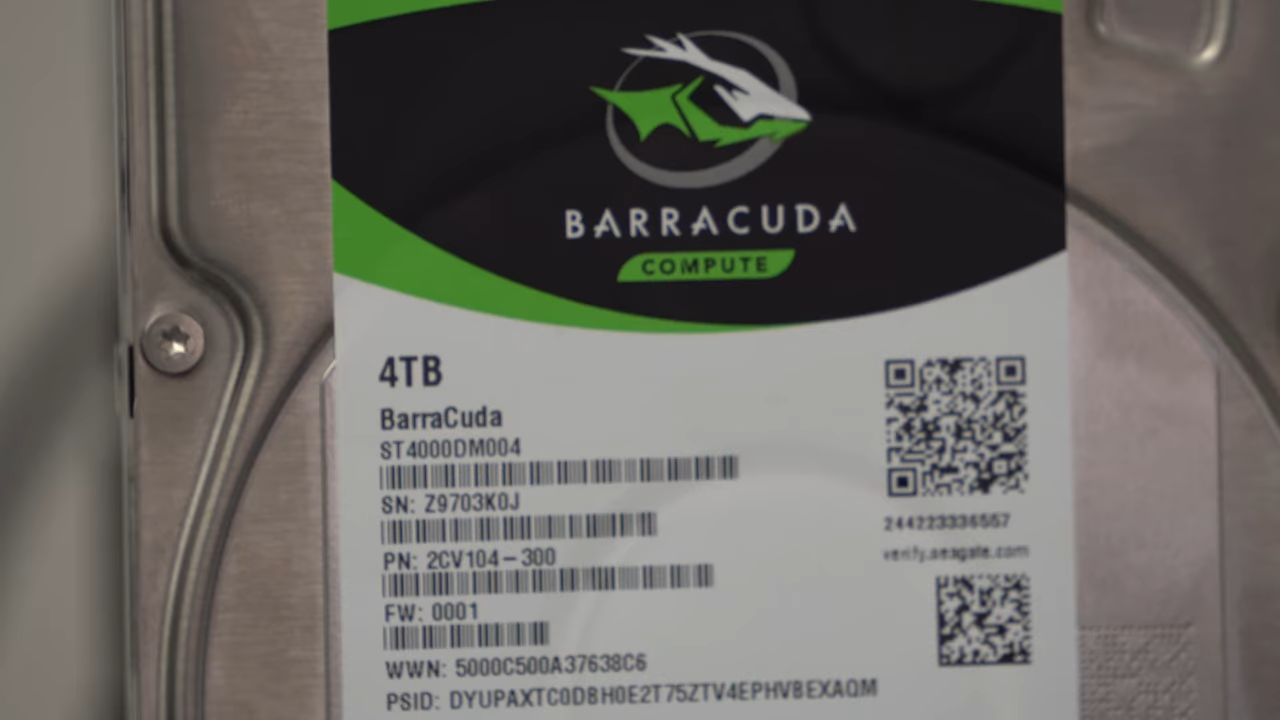 BARRACUDA
COMPUTE
4TB
BarraCuda
ST4000DM004
SN: Z9703K0J
PN: 2CV104-300
FW: 0001
WWN: 5000C500A37638C6
PSID: DYUPAXTC0DBH0E2T75ZTV4EPHVBEXAQM
244223336557
verify.seagate.com